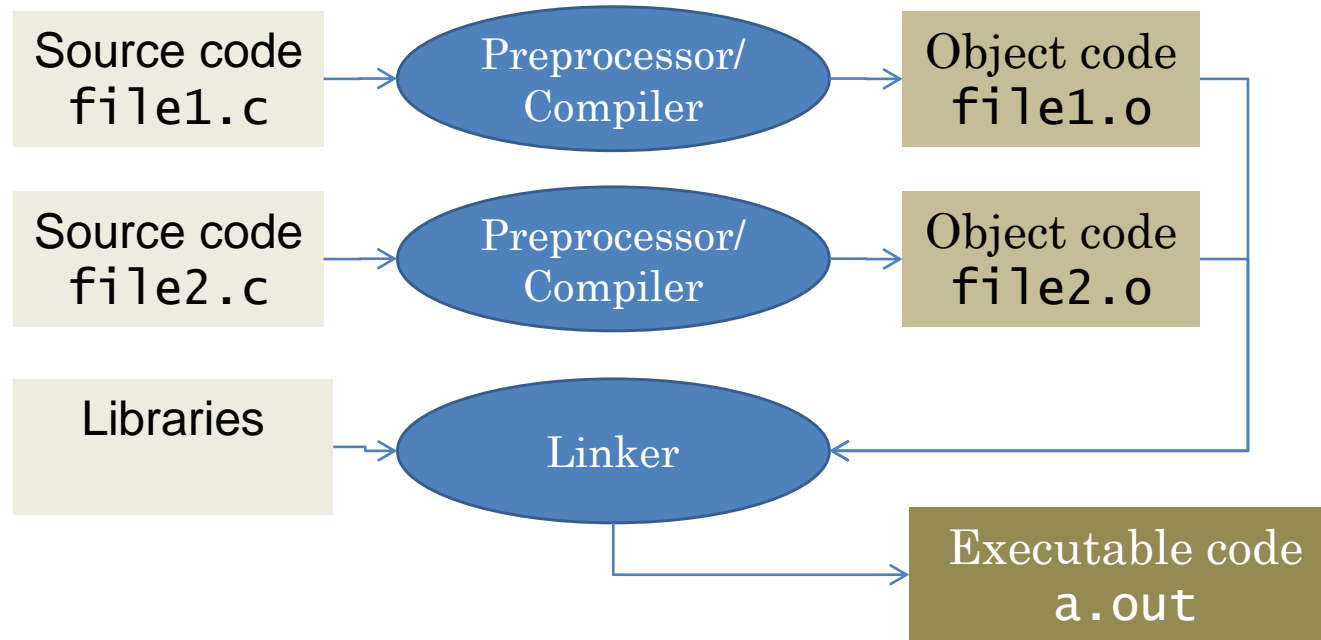 Source code
file1.c
Preprocessor/
Compiler
Object code
file1.o
Source code
file2.c
Preprocessor/
Compiler
Object code
file2.o
Libraries
Linker
Executable code
a.out